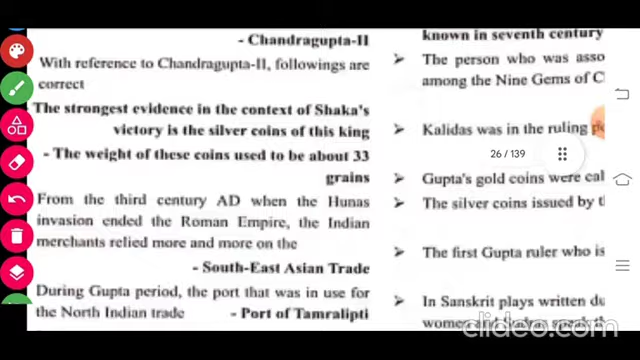 - Chandragupta-II
With reference to Chandragupta-II, followings are
correct
The strongest evidence in the context of Shaka's
victory is the silver coins of this king
- The weight of these coins used to be about 33
grains
From the third century AD when the Hunas
invasion ended the Roman Empire, the Indian
merchants relied more and more on the
- South-East Asian Trade
During Gupta period, the port that was in use for
the North Indian trade - Port of Tamralipti
known in seventh century
➢ The person who was asso
among the Nine Gems of C
➢ Kalidas was in the ruling
26 / 139
➢ Gupta's gold coins were cal
➢ The silver coins issued by t
➢ The first Gupta ruler who is
➢ In Sanskrit plays written du
women and Sudras speak th
clideo.com